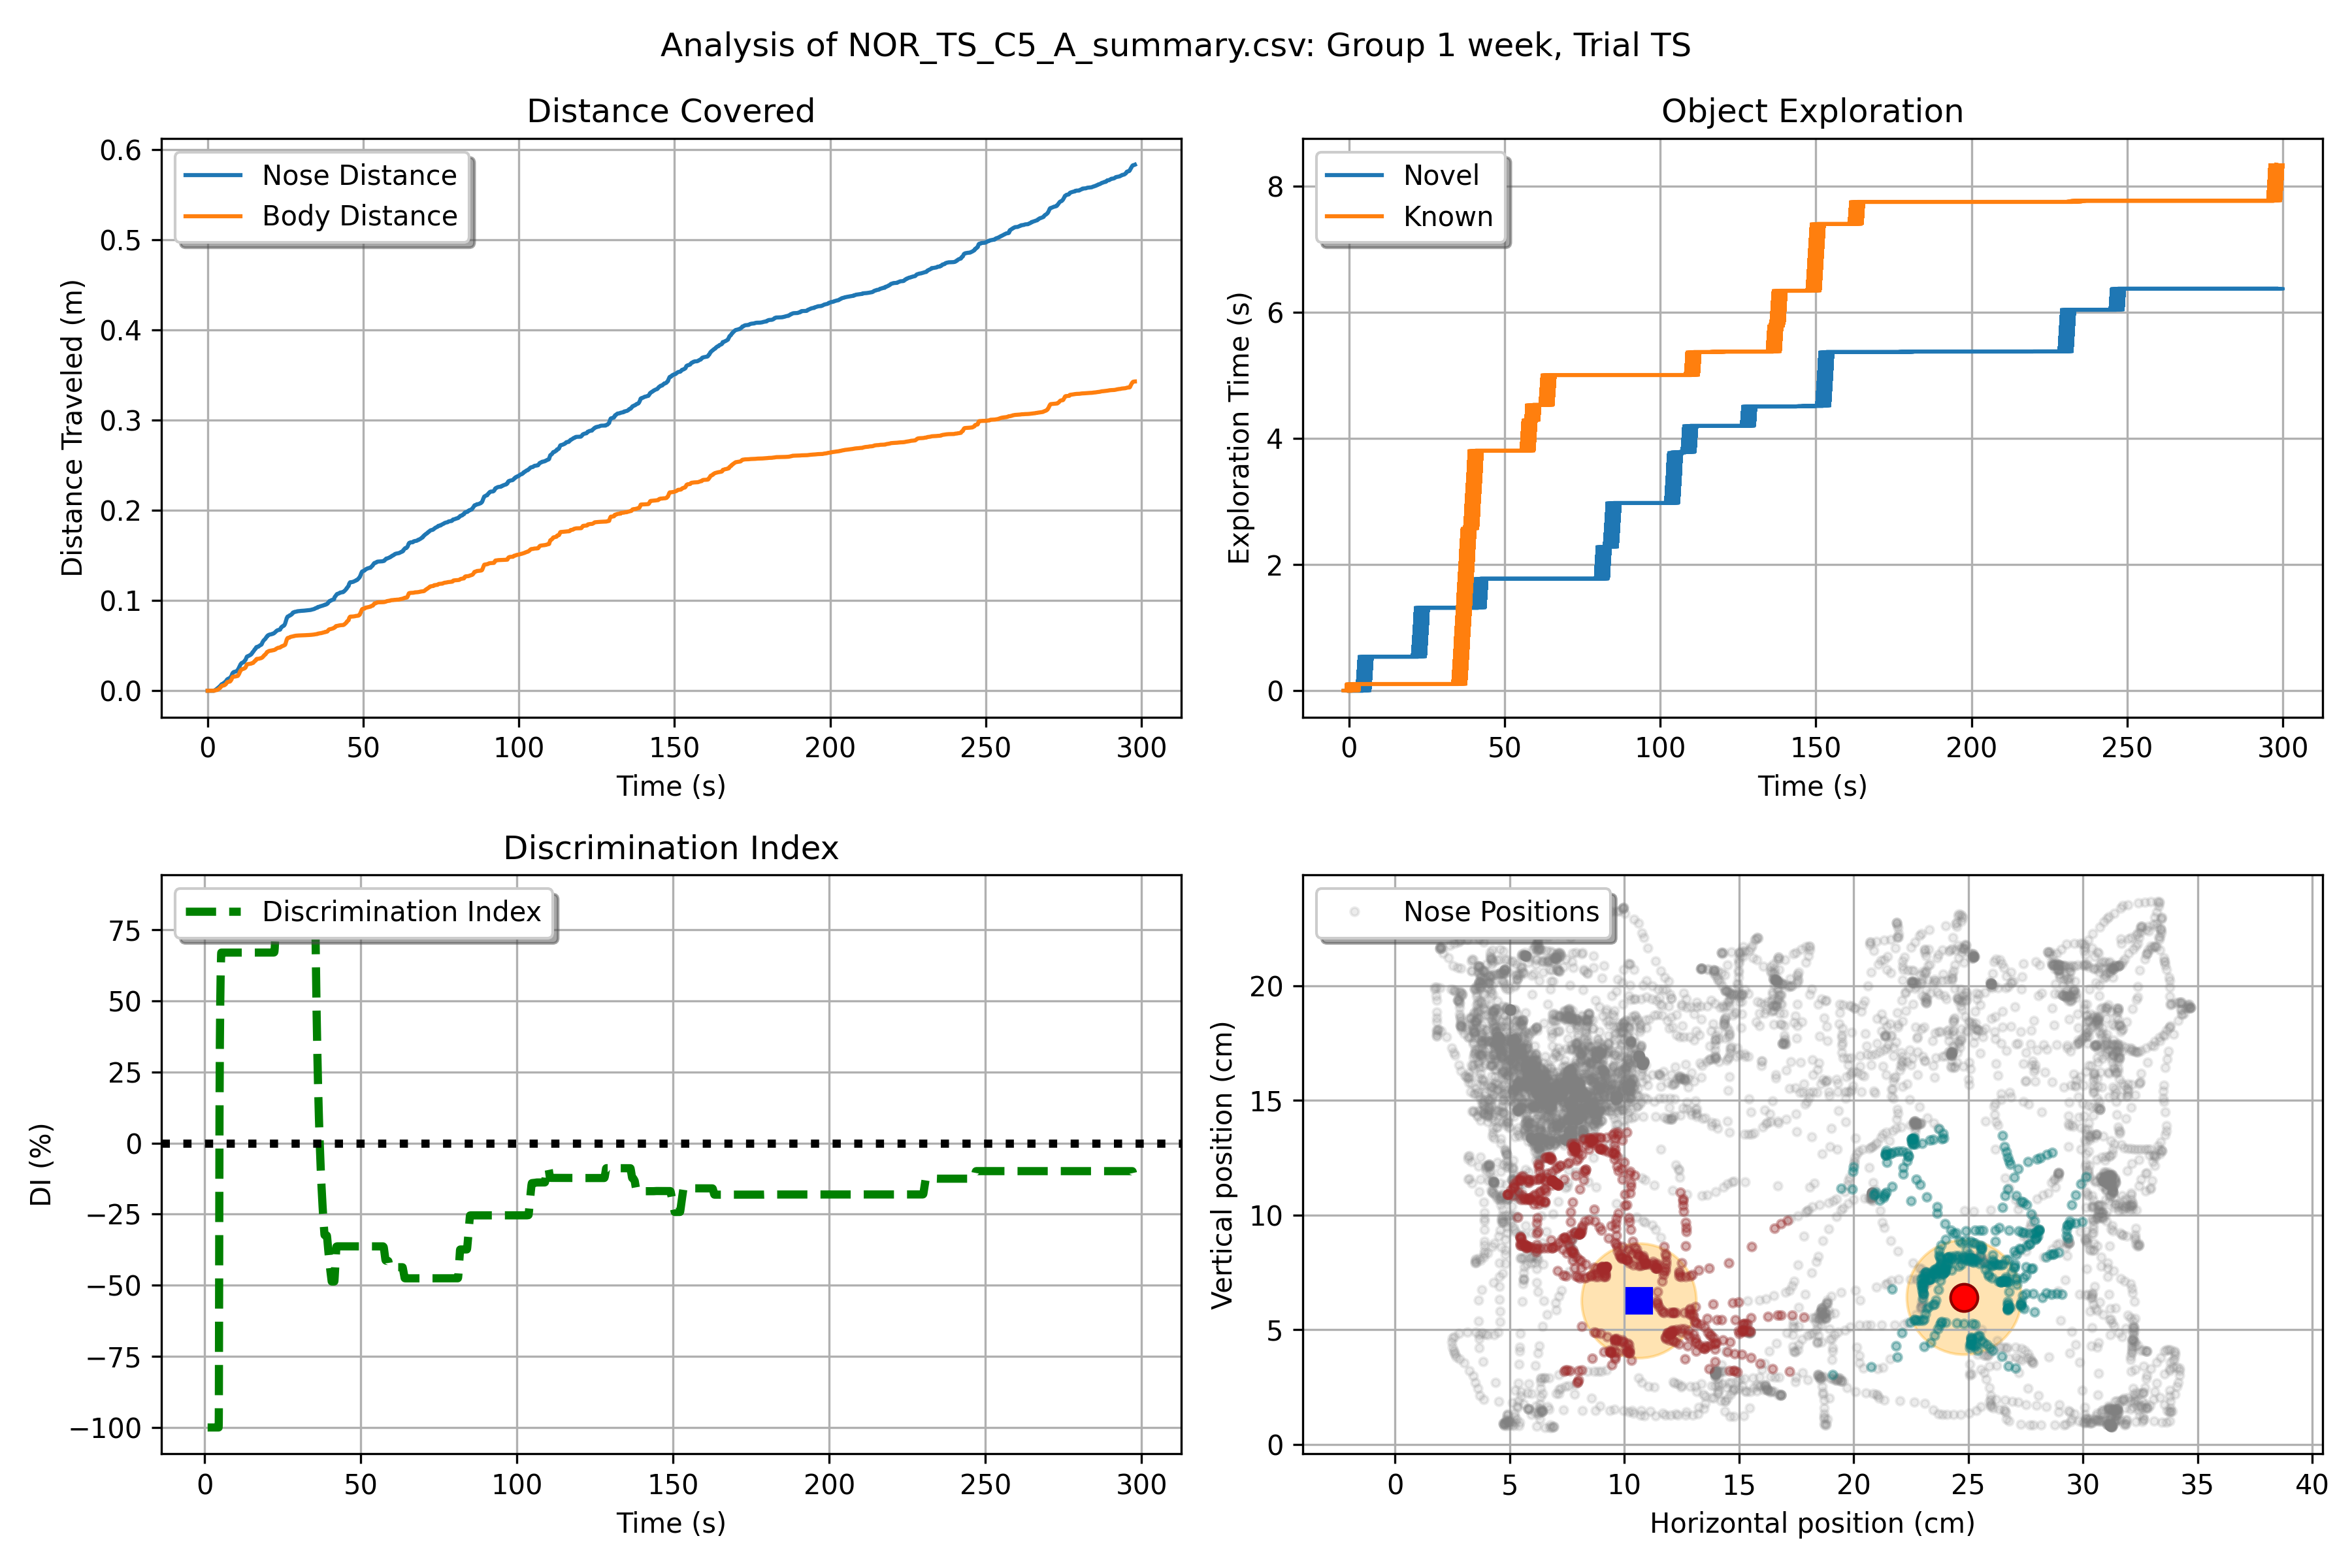 Analysis of NOR_TS_C5_A_summary.csv: Group 1 week, Trial TS
Distance Covered
Nose Distance
Body Distance
Distance Traveled (m)
0.6
0.5
0.4
0.3
0.2
0.1
0.0
0 50 100 150 200 250 300
Time (s)
Object Exploration
Novel
Known
Exploration Time (s)
8
6
4
2
0
0 50 100 150 200 250 300
Time (s)
Discrimination Index
Discrimination Index
DI (%)
75
50
25
0
−25
−50
−75
−100
0 50 100 150 200 250 300
Time (s)
Nose Positions
Vertical position (cm)
20
15
10
5
0
0 5 10 15 20 25 30 35 40
Horizontal position (cm)